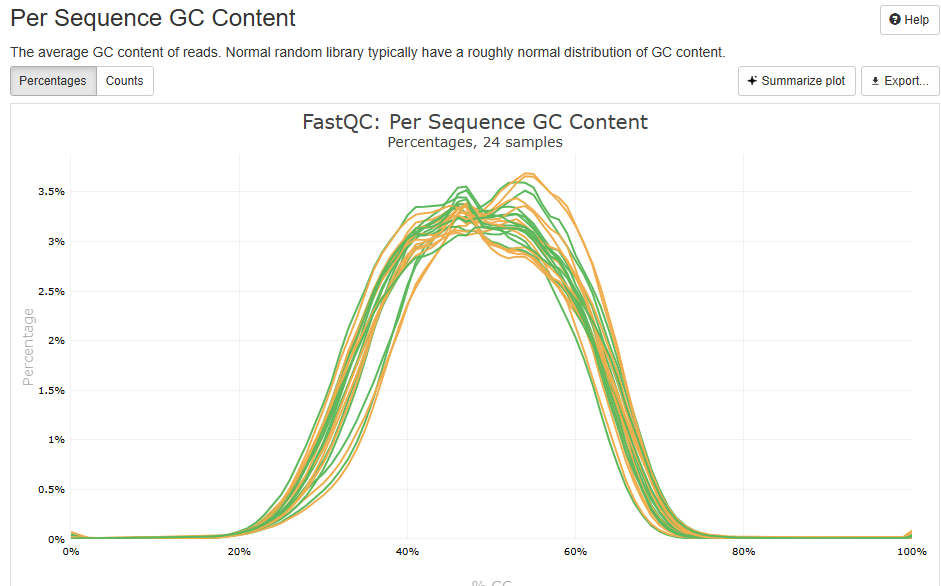 Per Sequence GC Content
Help
The average GC content of reads. Normal random library typically have a roughly normal distribution of GC content.
Percentages Counts
Summarize plot Export...
FastQC: Per Sequence GC Content
Percentages, 24 samples
3.5%
3%
2.5%
2%
1.5%
1%
0.5%
0%
Percentage
0% 20% 40% 60% 80% 100%
% GC